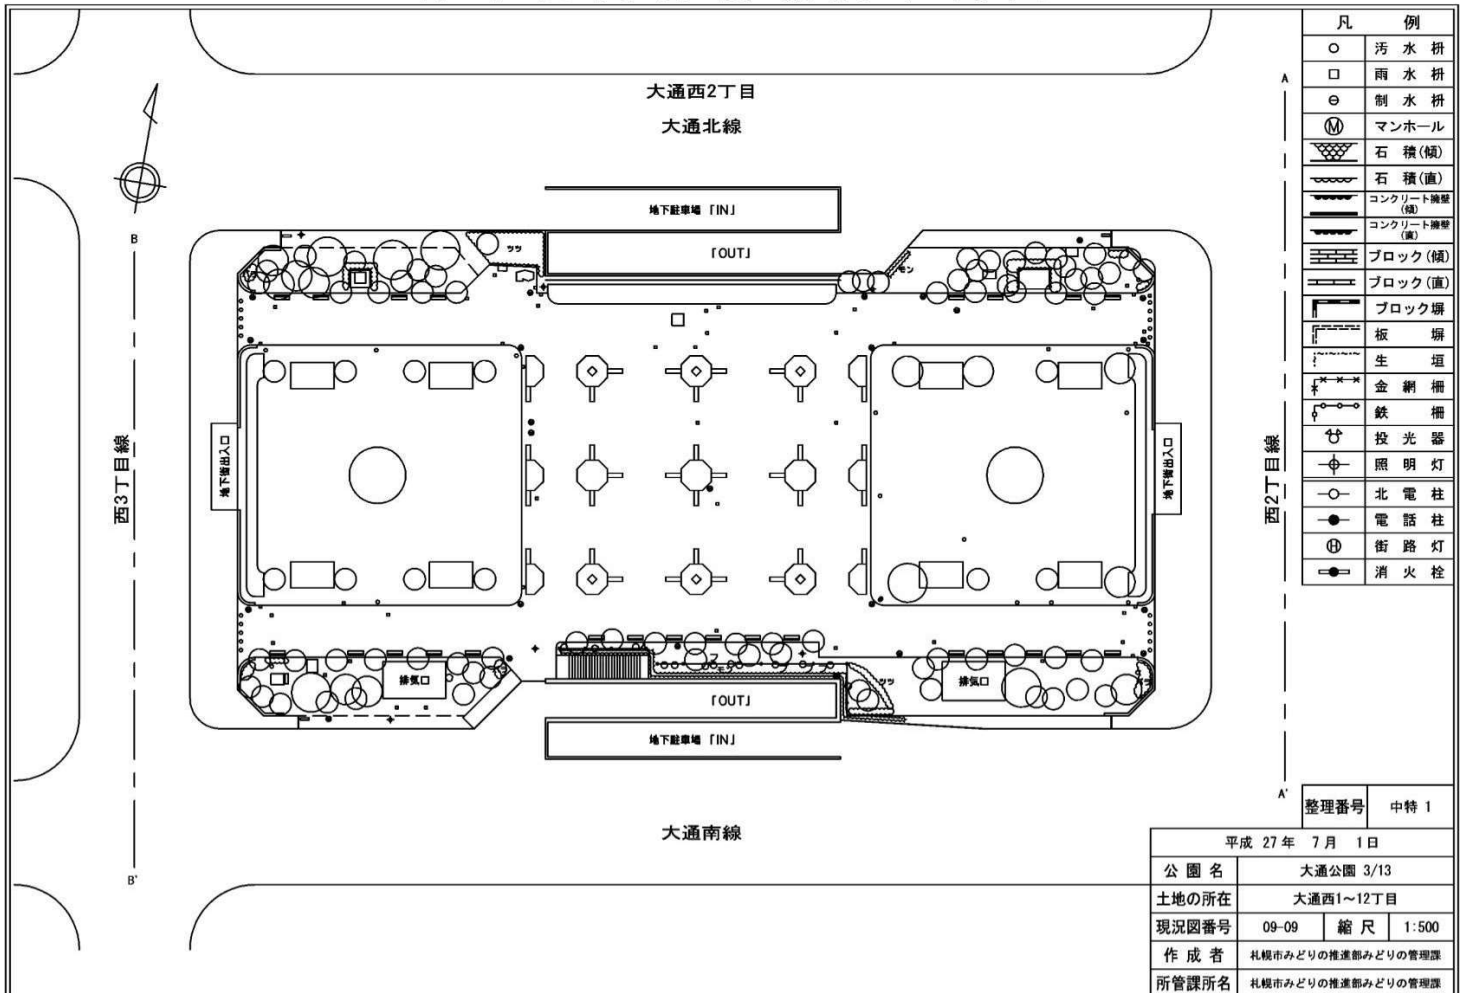 大通西2丁目
大通北線
地下駐車場「IN」
「OUT」
ツツ
モン
B
A
西3丁目線
地下街出入口
地下街出入口
西2丁目線
排気口
排気口
ツツ
「OUT」
地下駐車場「IN」
大通南線
B'
A'
凡 例
汚 水 枡
雨 水 枡
制 水 枡
Ⓜ マンホール
石 積(傾)
石 積(直)
コンクリート擁壁(傾)
コンクリート擁壁(直)
ブロック(傾)
ブロック(直)
ブロック塀
板 塀
生 垣
金 網 柵
鉄 柵
投 光 器
照 明 灯
北 電 柱
電 話 柱
Ⓗ 街 路 灯
消 火 栓
整理番号 中特 1
平成 27 年 7 月 1 日
公 園 名 大通公園 3/13
土地の所在 大通西1~12丁目
現況図番号 09-09 縮 尺 1:500
作 成 者 札幌市みどりの推進部みどりの管理課
所管課所名 札幌市みどりの推進部みどりの管理課